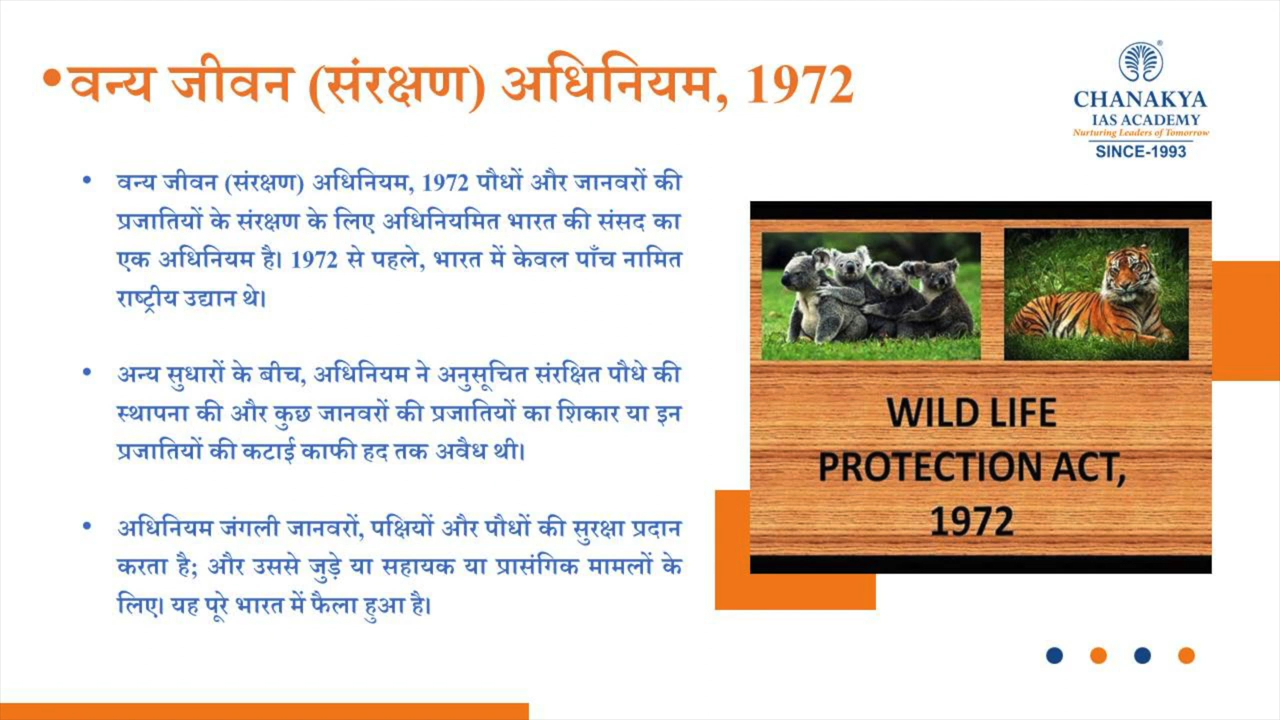 •वन्य जीवन (संरक्षण) अधिनियम, 1972
CHANAKYA
IAS ACADEMY
Nurturing Leaders of Tomorrow
SINCE-1993
• वन्य जीवन (संरक्षण) अधिनियम, 1972 पौधों और जानवरों की
प्रजातियों के संरक्षण के लिए अधिनियमित भारत की संसद का
एक अधिनियम है। 1972 से पहले, भारत में केवल पाँच नामित
राष्ट्रीय उद्यान थे।
• अन्य सुधारों के बीच, अधिनियम ने अनुसूचित संरक्षित पौधे की
स्थापना की और कुछ जानवरों की प्रजातियों का शिकार या इन
प्रजातियों की कटाई काफी हद तक अवैध थी।
• अधिनियम जंगली जानवरों, पक्षियों और पौधों की सुरक्षा प्रदान
करता है; और उससे जुड़े या सहायक या प्रासंगिक मामलों के
लिए। यह पूरे भारत में फैला हुआ है।
WILD LIFE
PROTECTION ACT,
1972